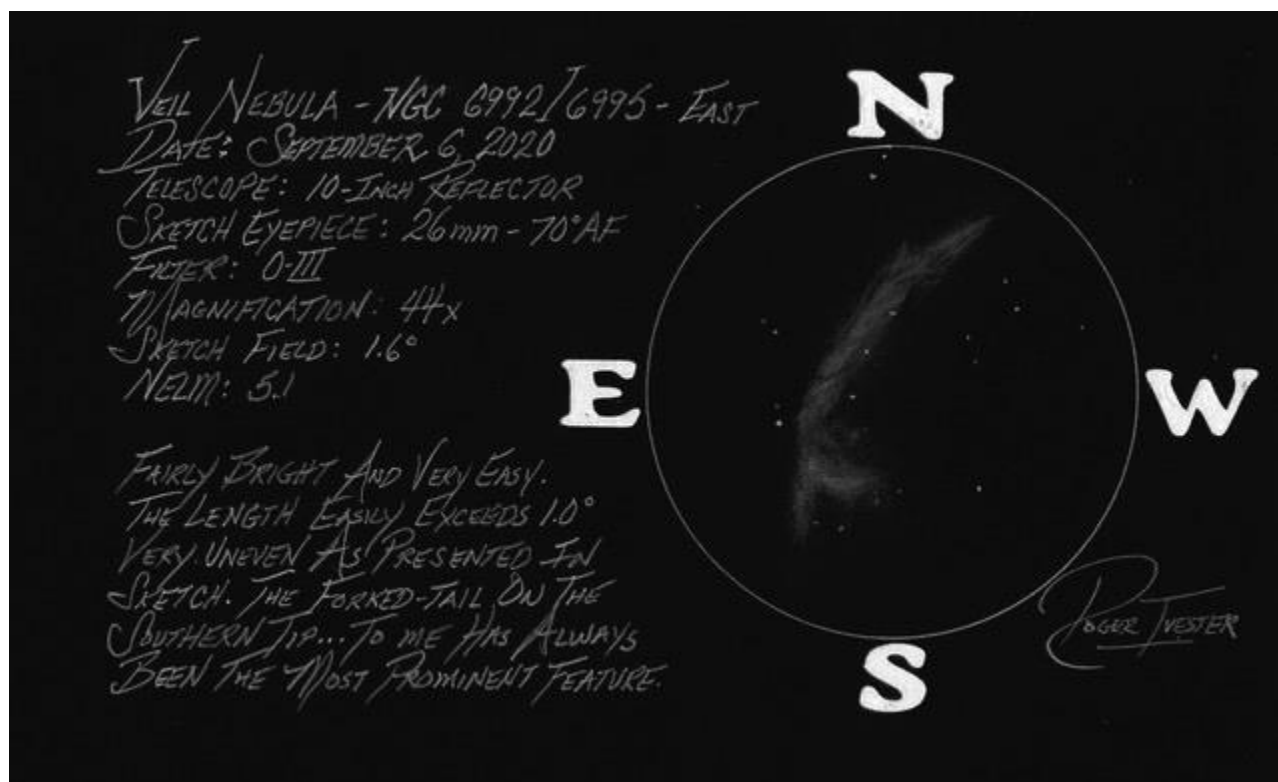 VEIL NEBULA - NGC 6992/6995 - EAST
DATE: SEPTEMBER 6, 2020
TELESCOPE: 10-INCH REFLECTOR
SKETCH EYEPIECE: 26mm - 70° AF
FILTER: O-III
MAGNIFICATION: 44x
SKETCH FIELD: 1.6°
NELM: 5.1
FAIRLY BRIGHT AND VERY EASY.
THE LENGTH EASILY EXCEEDS 1.0°
VERY UNEVEN AS PRESENTED IN
SKETCH. THE FORKED-TAIL ON THE
SOUTHERN TIP... TO ME HAS ALWAYS
BEEN THE MOST PROMINENT FEATURE.
N
E
W
S
ROGER IVESTER